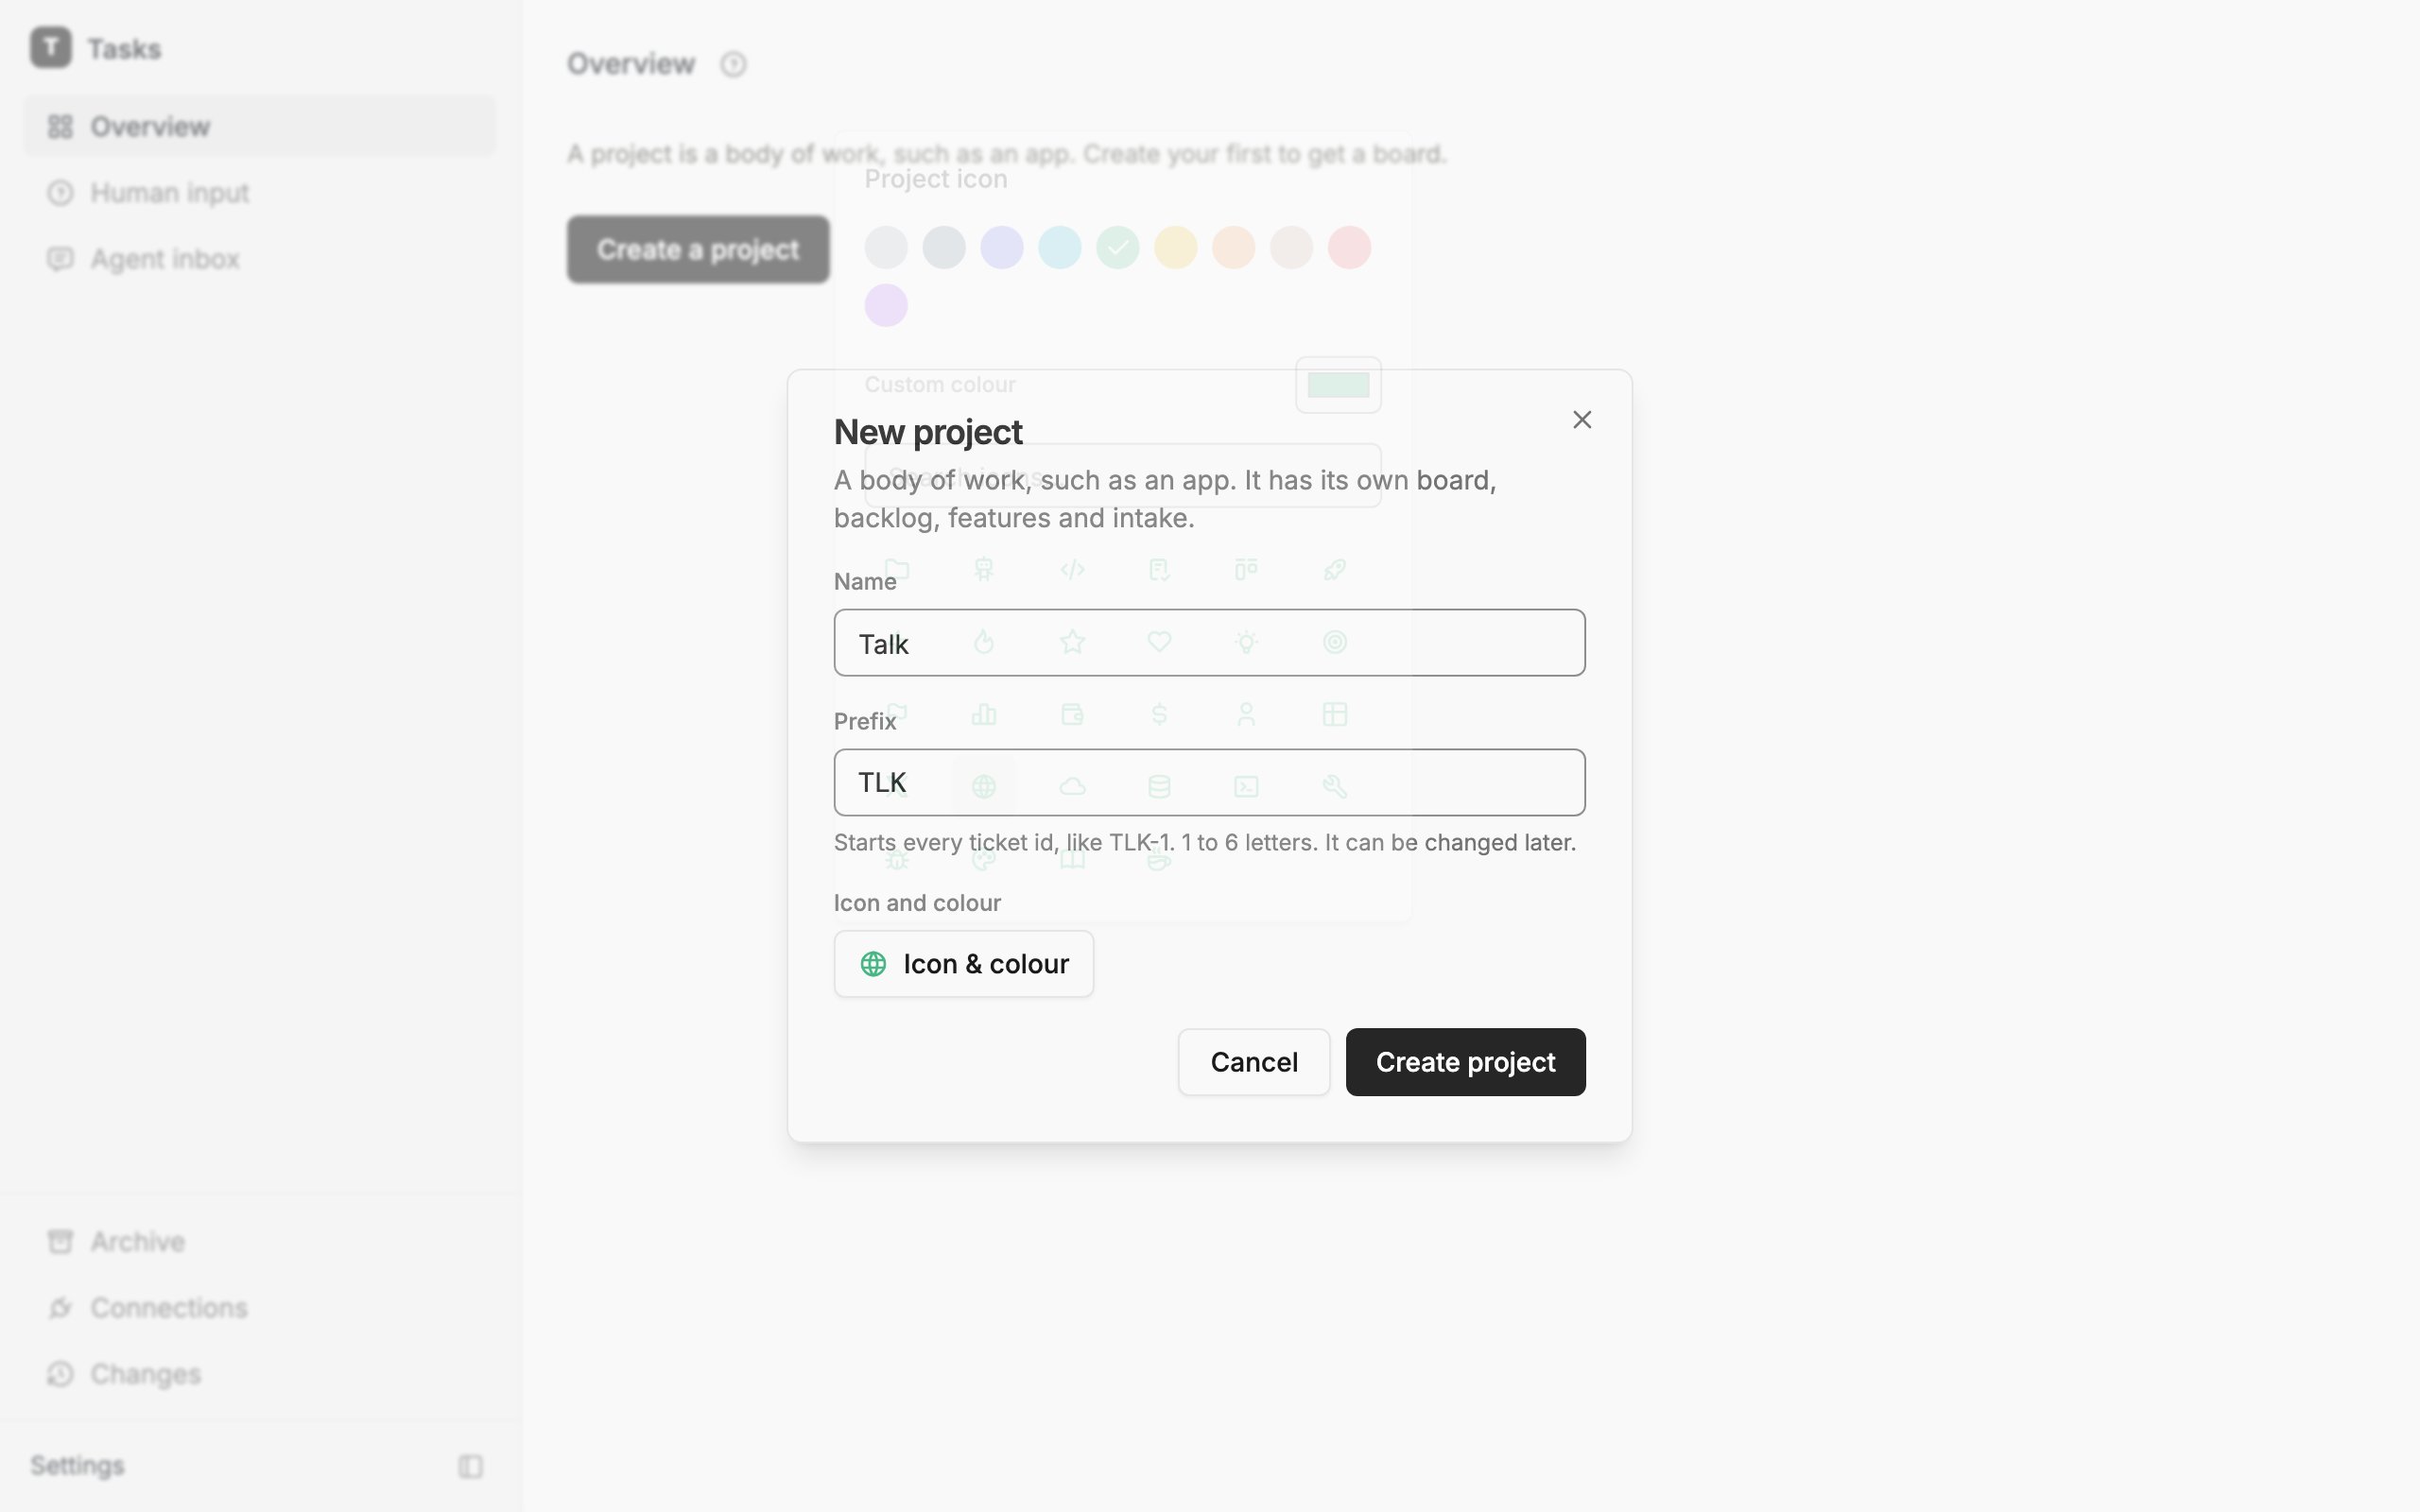 T Tasks
Overview
Human input
Agent inbox
Archive
Connections
Changes
Settings
Overview
A project is a body of work, such as an app. Create your first to get a board.
Create a project
Project icon
Custom colour
Search icons
New project
A body of work, such as an app. It has its own board,
backlog, features and intake.
Name
Talk
Prefix
TLK
Starts every ticket id, like TLK-1. 1 to 6 letters. It can be changed later.
Icon and colour
Icon & colour
Cancel
Create project